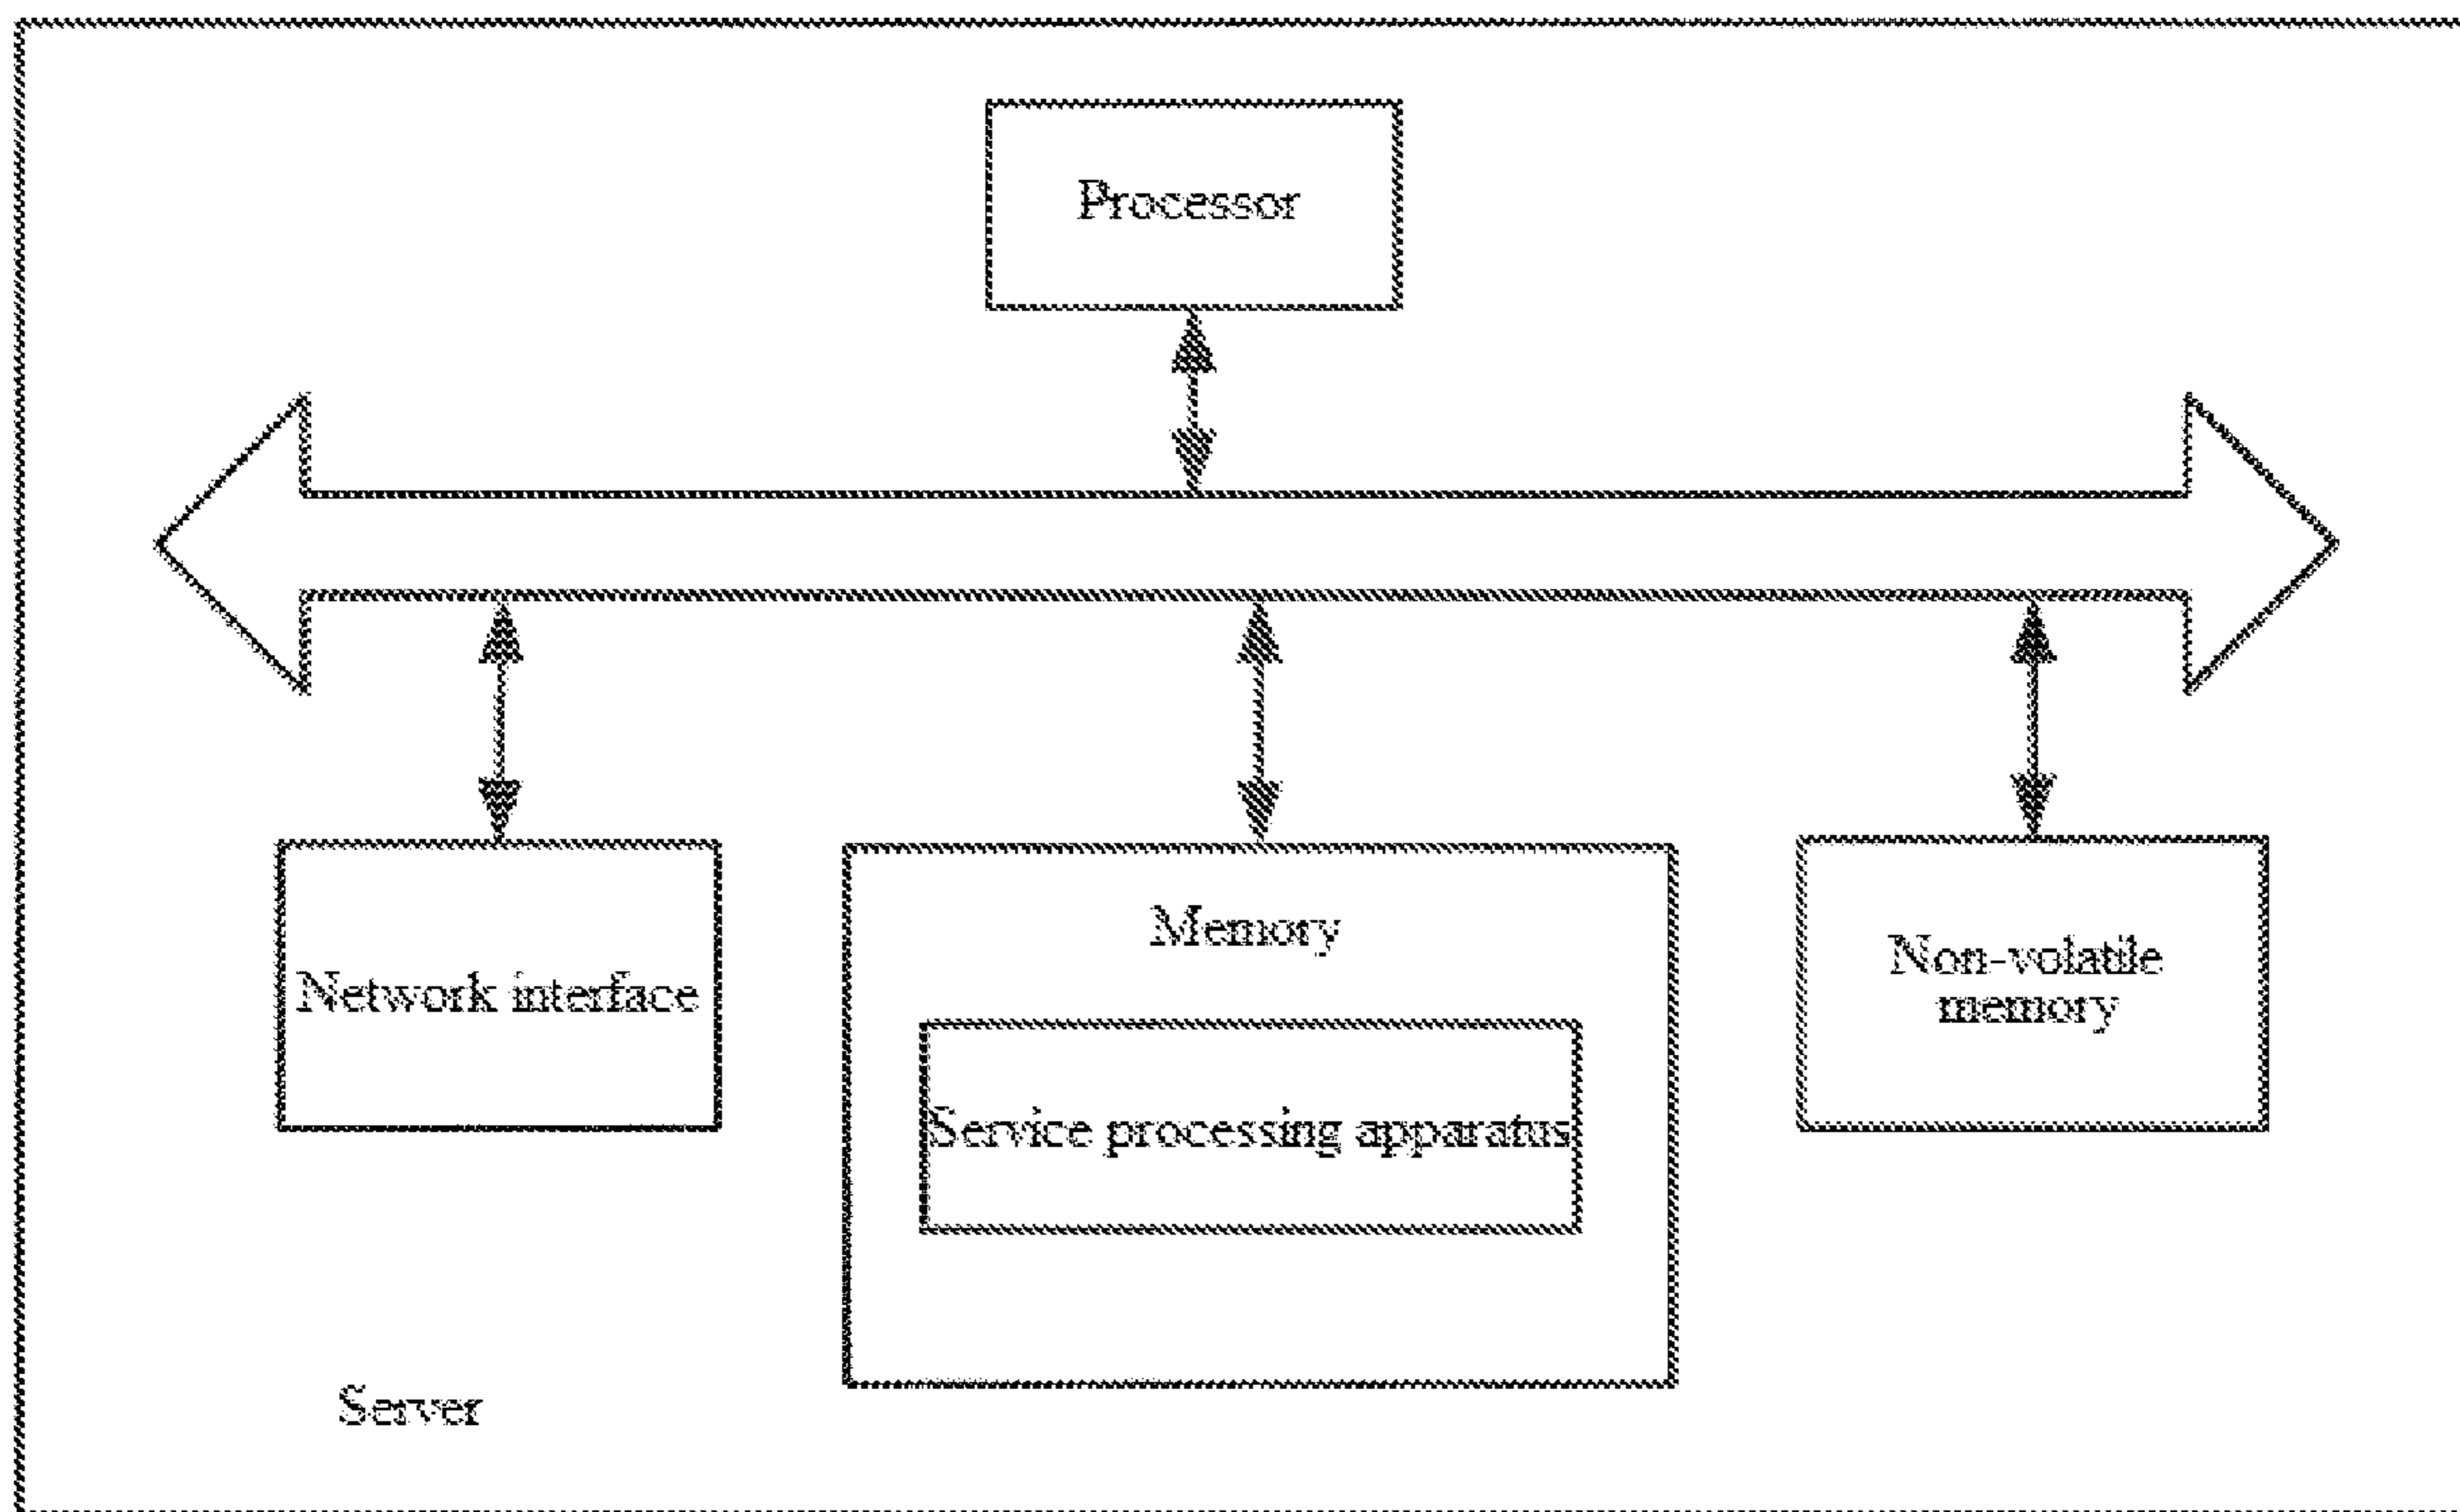 Processor
Network interface
Memory
Service processing apparatus
Non-volatile
memory
Server